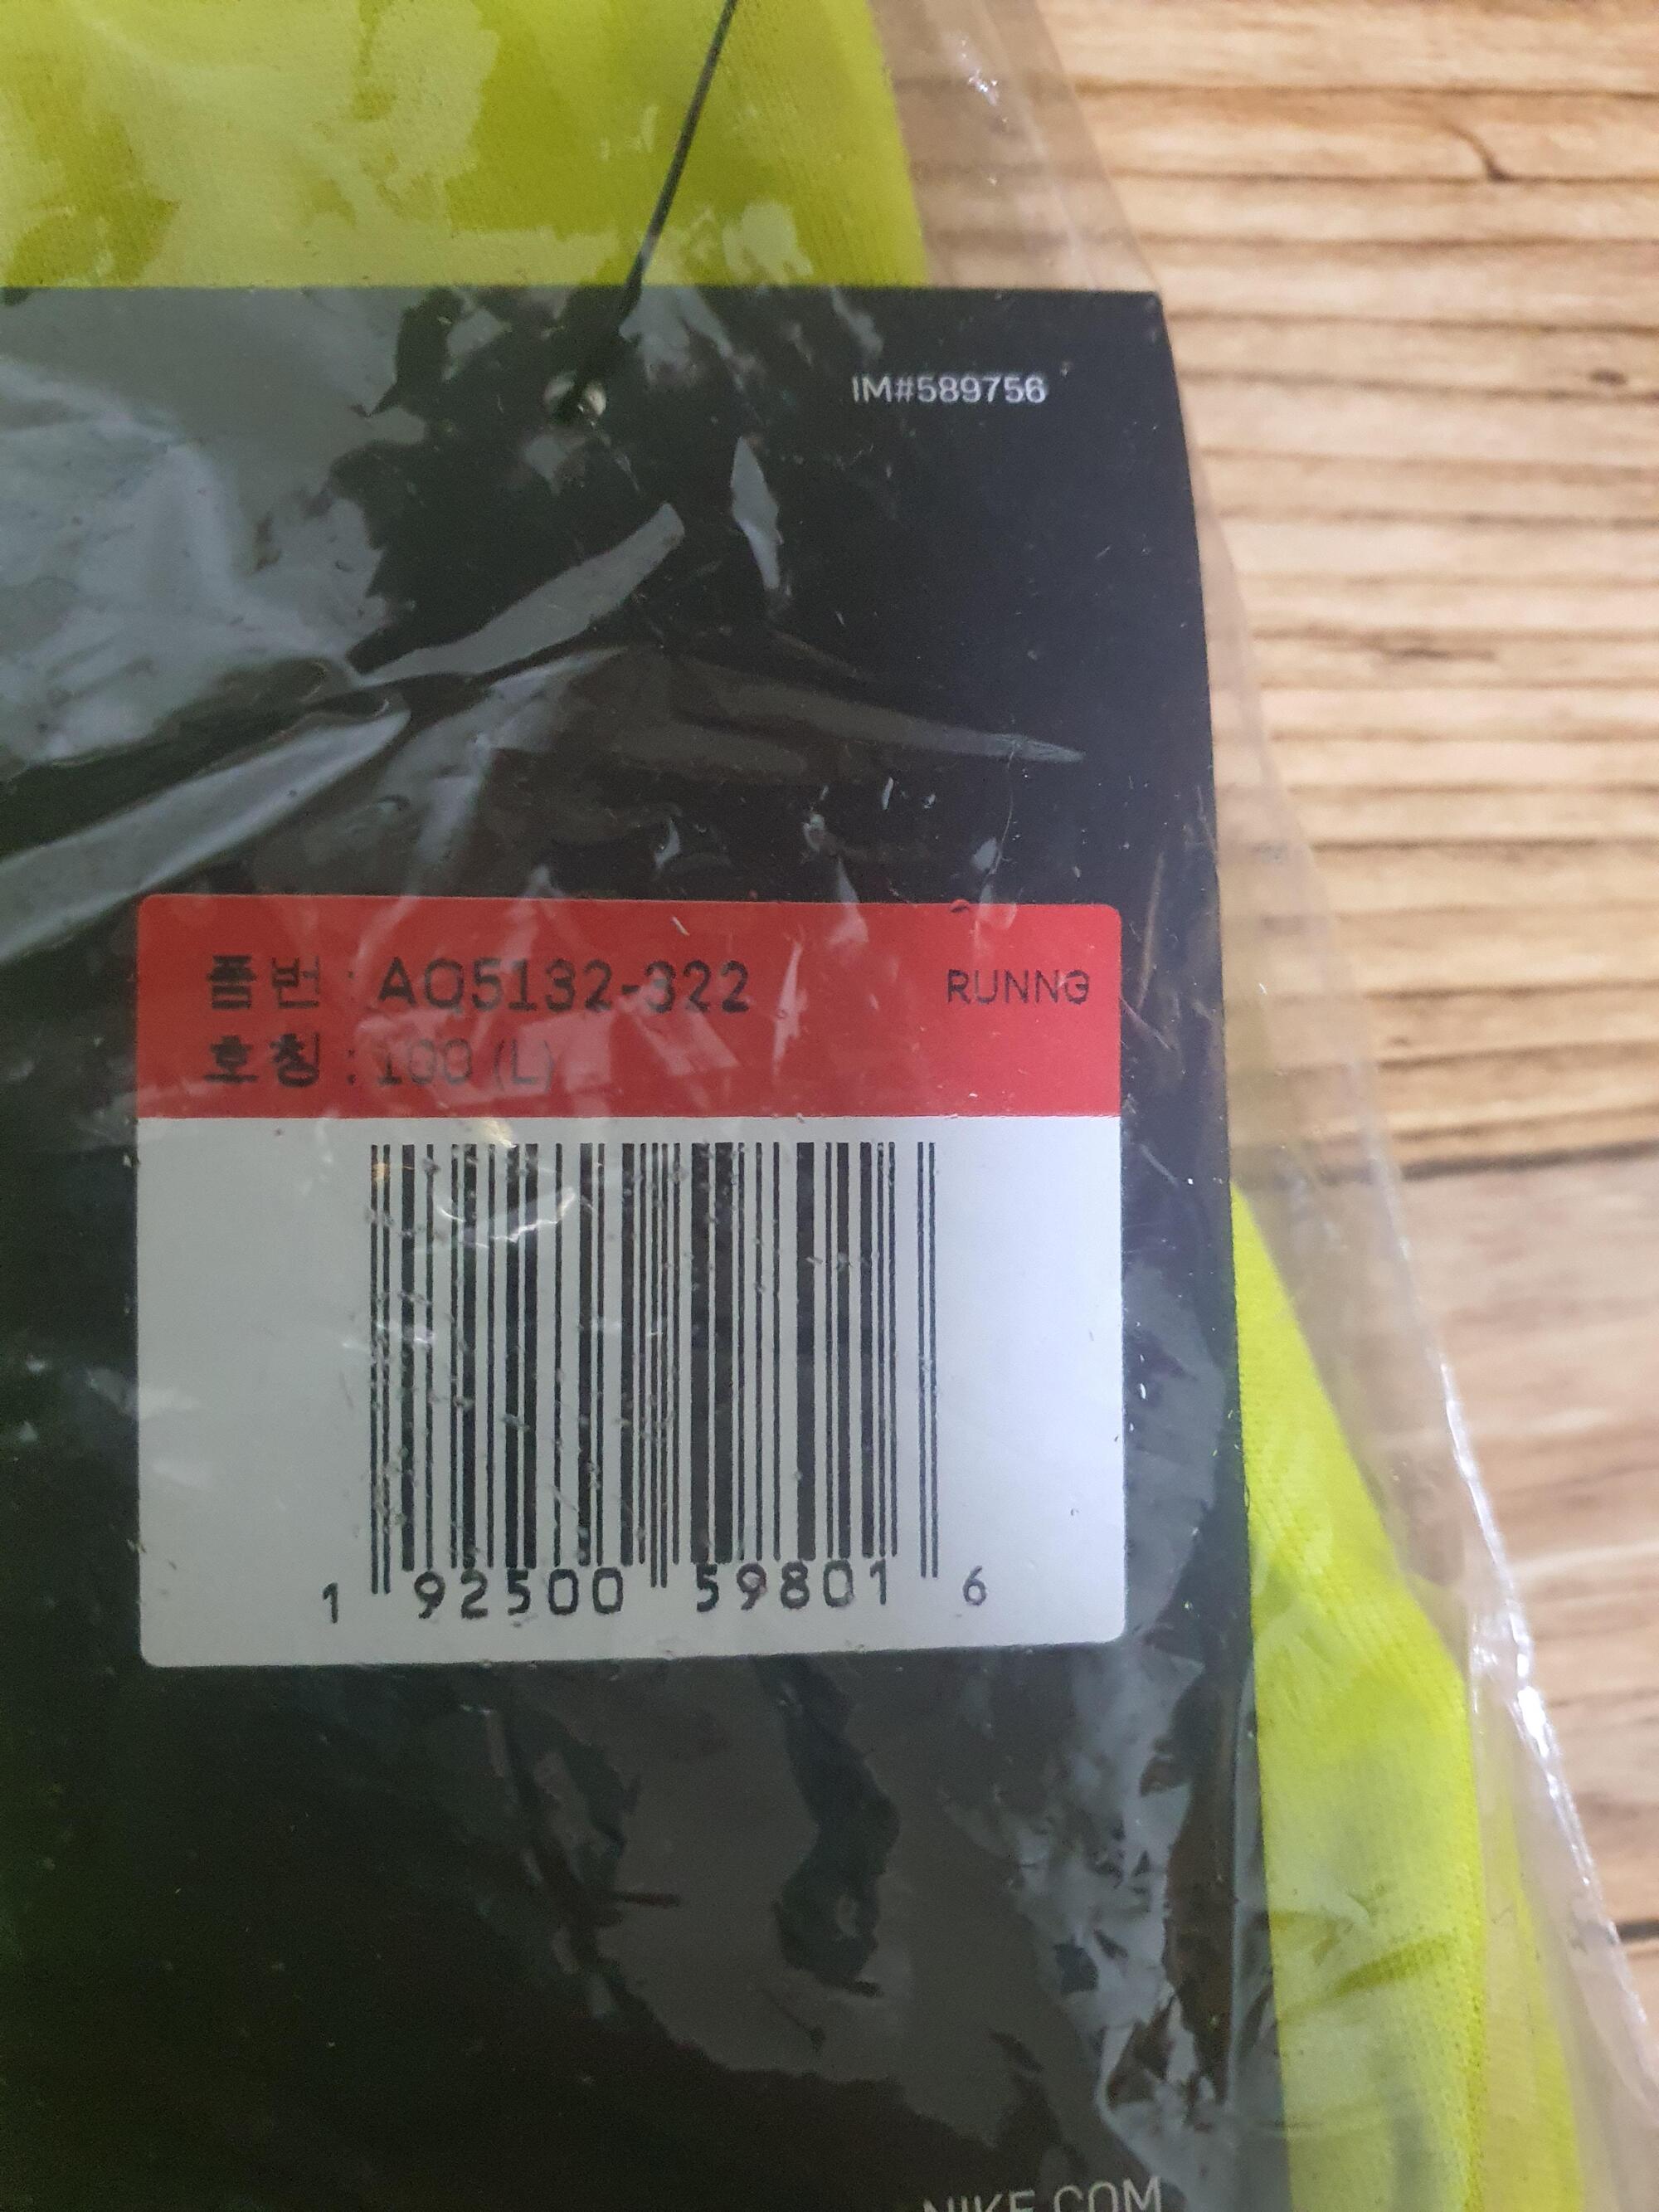 IM#589756
품번 : AQ5132-322 RUNNG
호칭 : 100 (L)
1 92500 59801 6
NIKE.COM